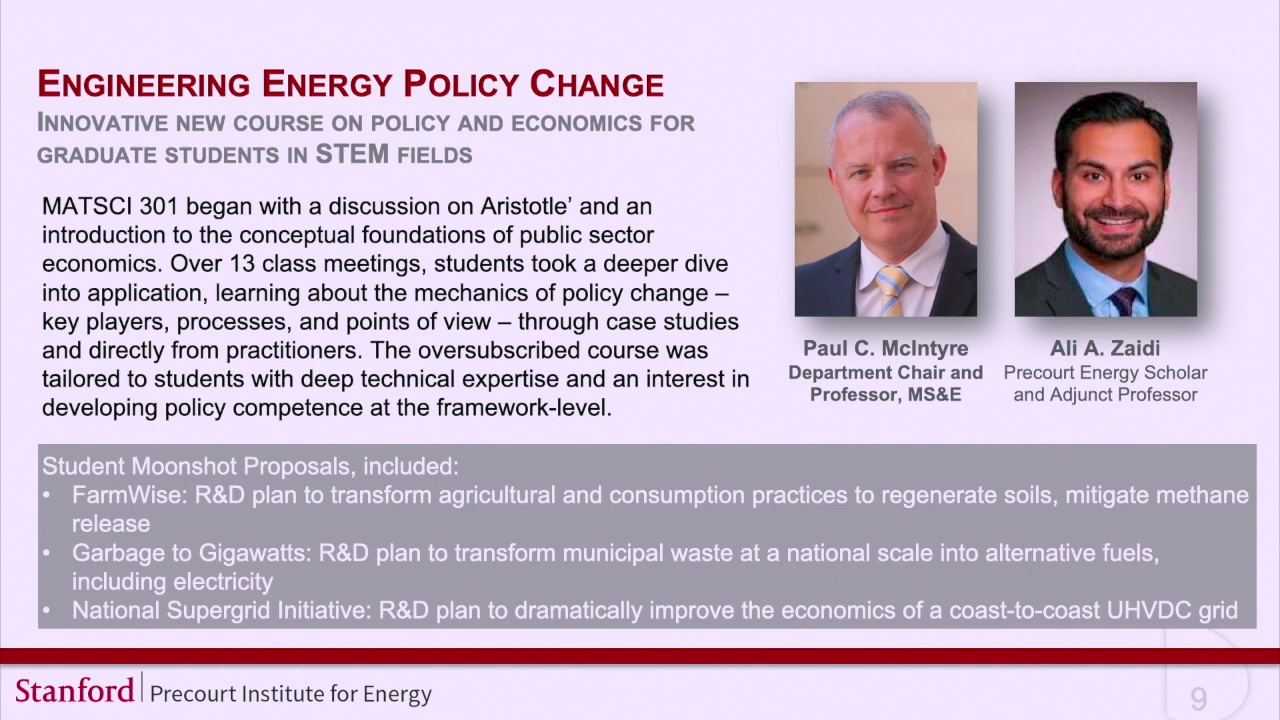 ENGINEERING ENERGY POLICY CHANGE
INNOVATIVE NEW COURSE ON POLICY AND ECONOMICS FOR
GRADUATE STUDENTS IN STEM FIELDS
MATSCI 301 began with a discussion on Aristotle’ and an
introduction to the conceptual foundations of public sector
economics. Over 13 class meetings, students took a deeper dive
into application, learning about the mechanics of policy change –
key players, processes, and points of view – through case studies
and directly from practitioners. The oversubscribed course was
tailored to students with deep technical expertise and an interest in
developing policy competence at the framework-level.
Paul C. McIntyre
Department Chair and
Professor, MS&E
Ali A. Zaidi
Precourt Energy Scholar
and Adjunct Professor
Student Moonshot Proposals, included:
• FarmWise: R&D plan to transform agricultural and consumption practices to regenerate soils, mitigate methane
release
• Garbage to Gigawatts: R&D plan to transform municipal waste at a national scale into alternative fuels,
including electricity
• National Supergrid Initiative: R&D plan to dramatically improve the economics of a coast-to-coast UHVDC grid
Stanford | Precourt Institute for Energy
9